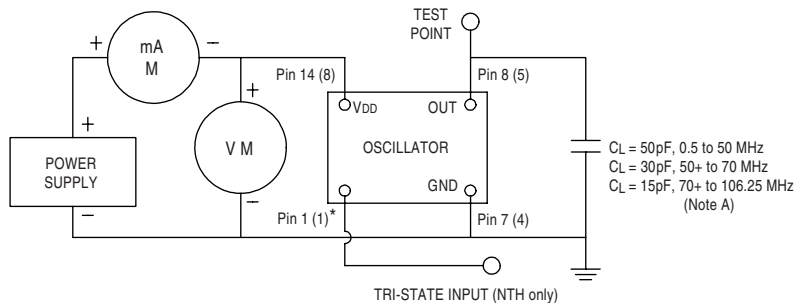 TEST
POINT
+
mA
M
−
Pin 14 (8)
Pin 8 (5)
+
VDD
OUT
+
V M
OSCILLATOR
POWER
SUPPLY
CL = 50pF, 0.5 to 50 MHz
CL = 30pF, 50+ to 70 MHz
CL = 15pF, 70+ to 106.25 MHz
(Note A)
GND
−
−
Pin 1 (1)*
Pin 7 (4)
TRI-STATE INPUT (NTH only)